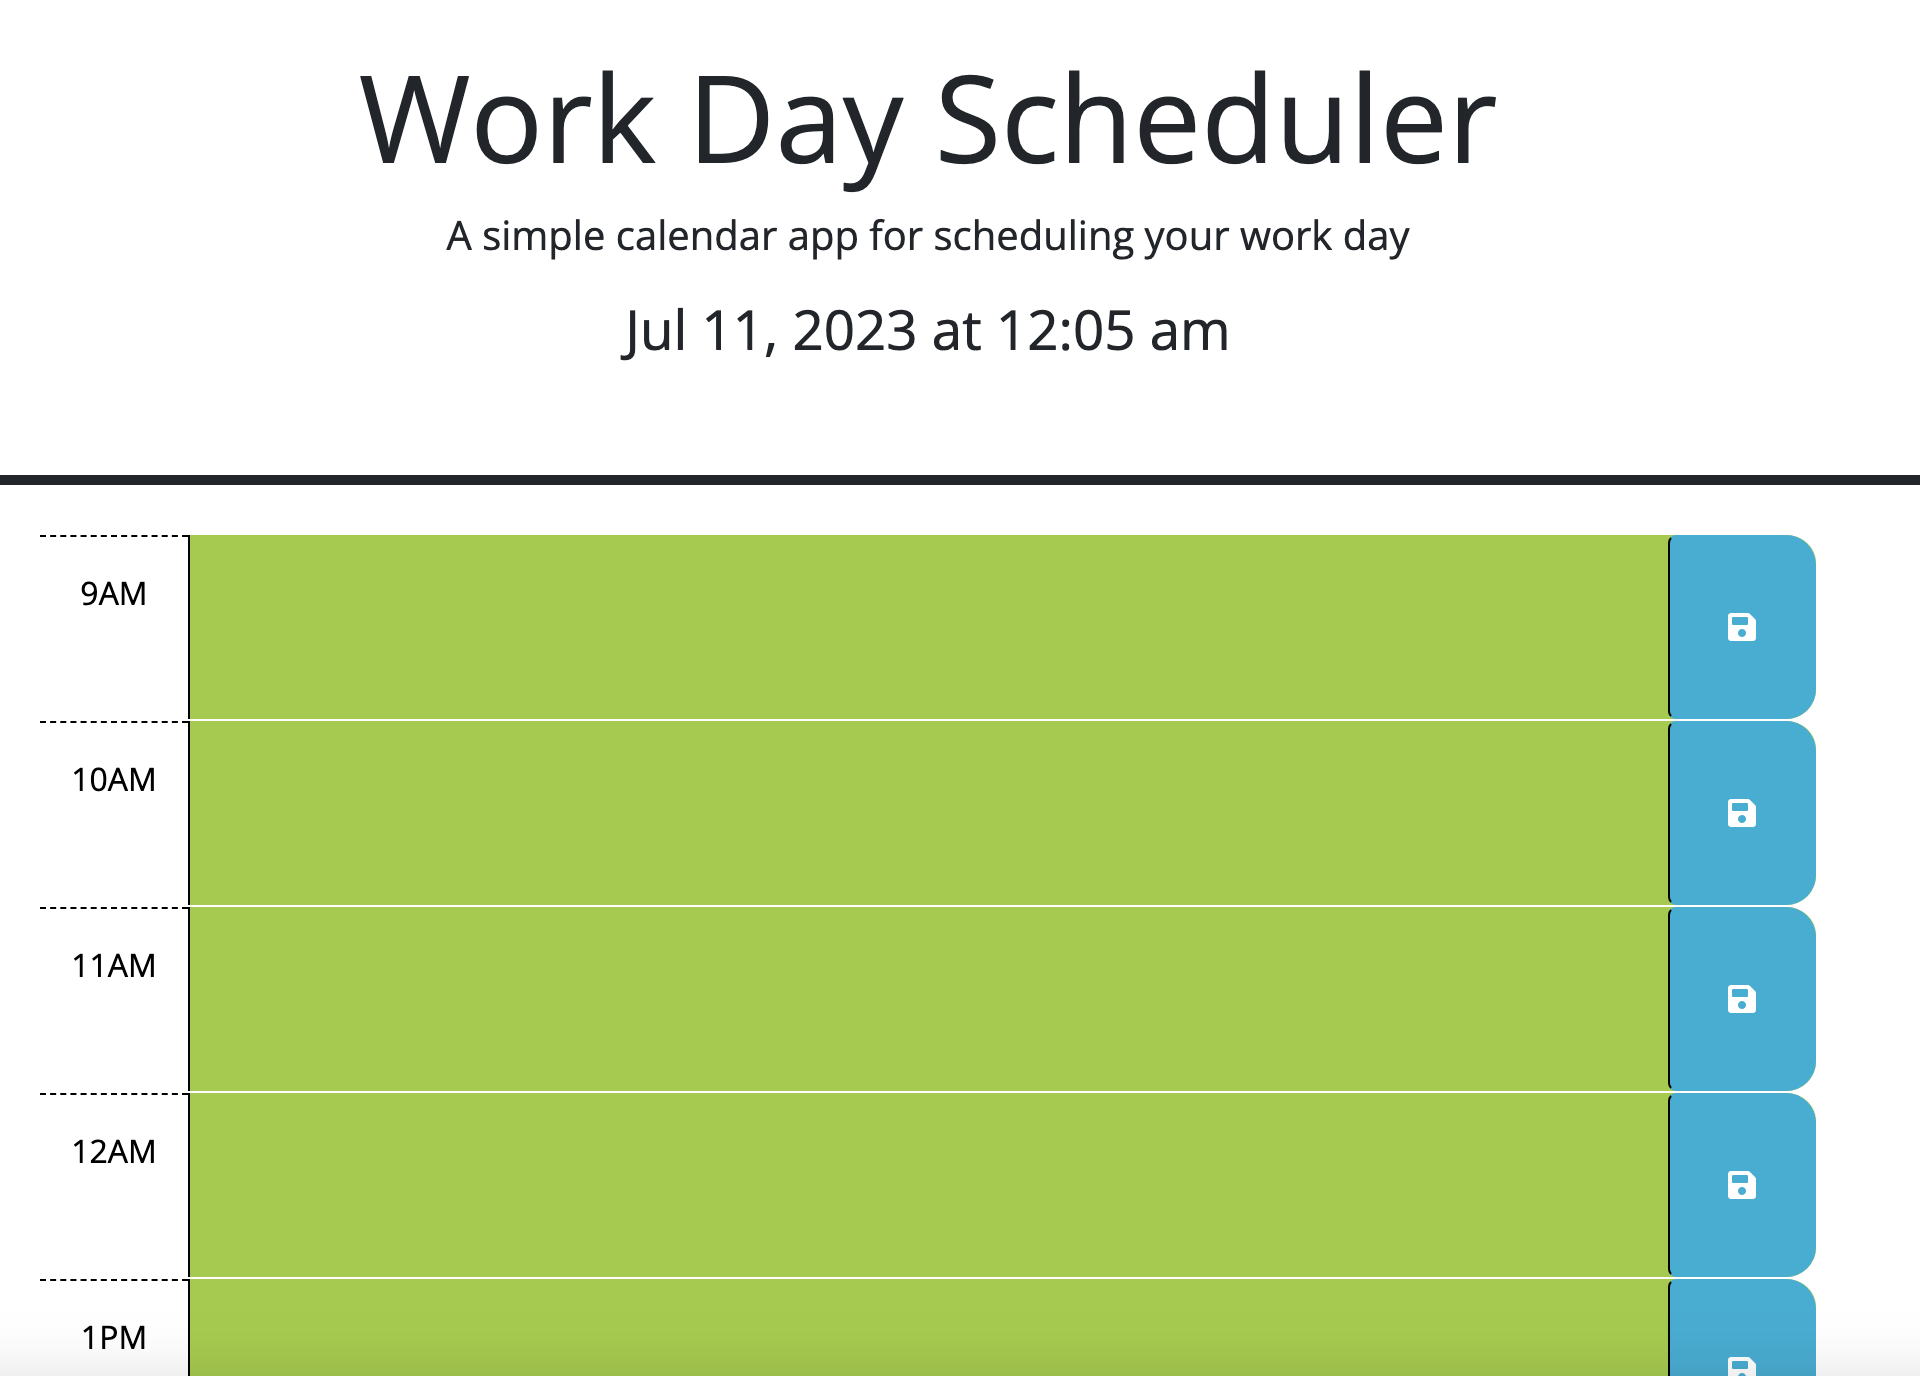 Work Day Scheduler
A simple calendar app for scheduling your work day
Jul 11, 2023 at 12:05 am
9AM
10AM
11AM
12AM
1PM